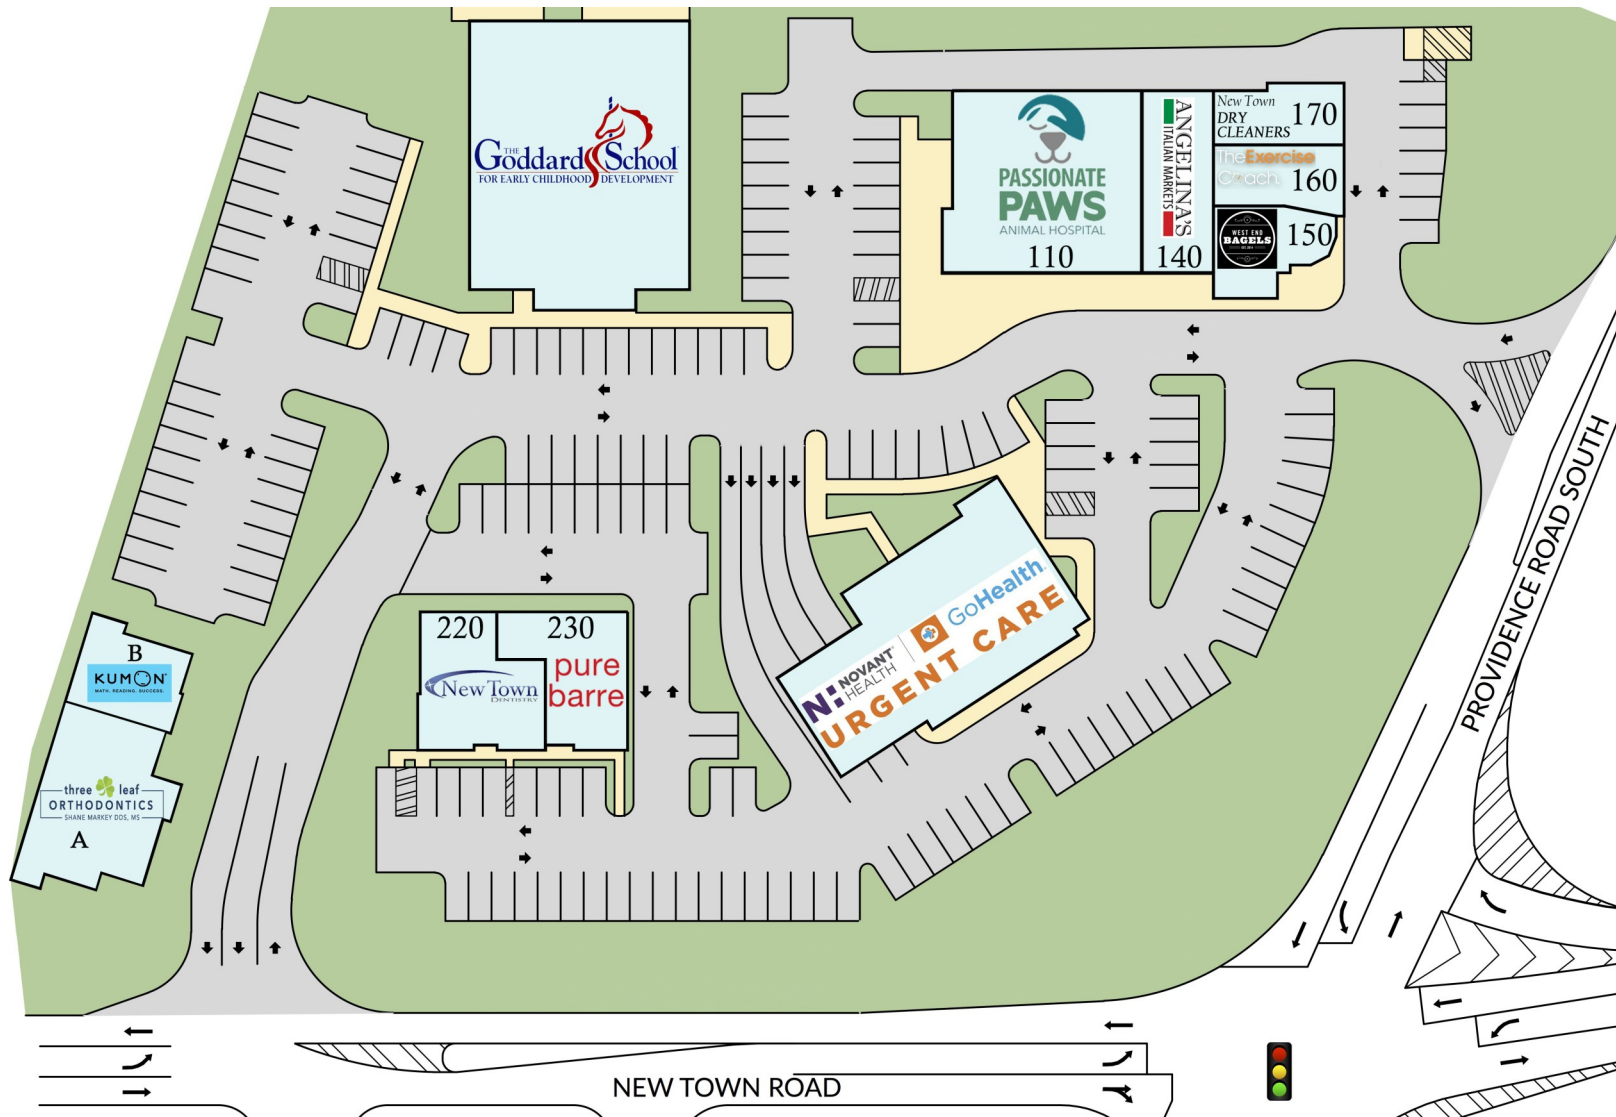 THE
Goddard School
FOR EARLY CHILDHOOD DEVELOPMENT
PASSIONATE
PAWS
ANIMAL HOSPITAL
110
ANGELINA'S
ITALIAN MARKETS
140
New Town
DRY
CLEANERS
170
TheExercise
Coach.
160
WEST END
BAGELS
150
220
New Town
DENTISTRY
230
pure
barre
NOVANT
HEALTH
GoHealth
URGENT CARE
B
KUMON
MATH. READING. SUCCESS.
three leaf
ORTHODONTICS
SHANE MARKEY DDS, MS
A
PROVIDENCE ROAD SOUTH
NEW TOWN ROAD